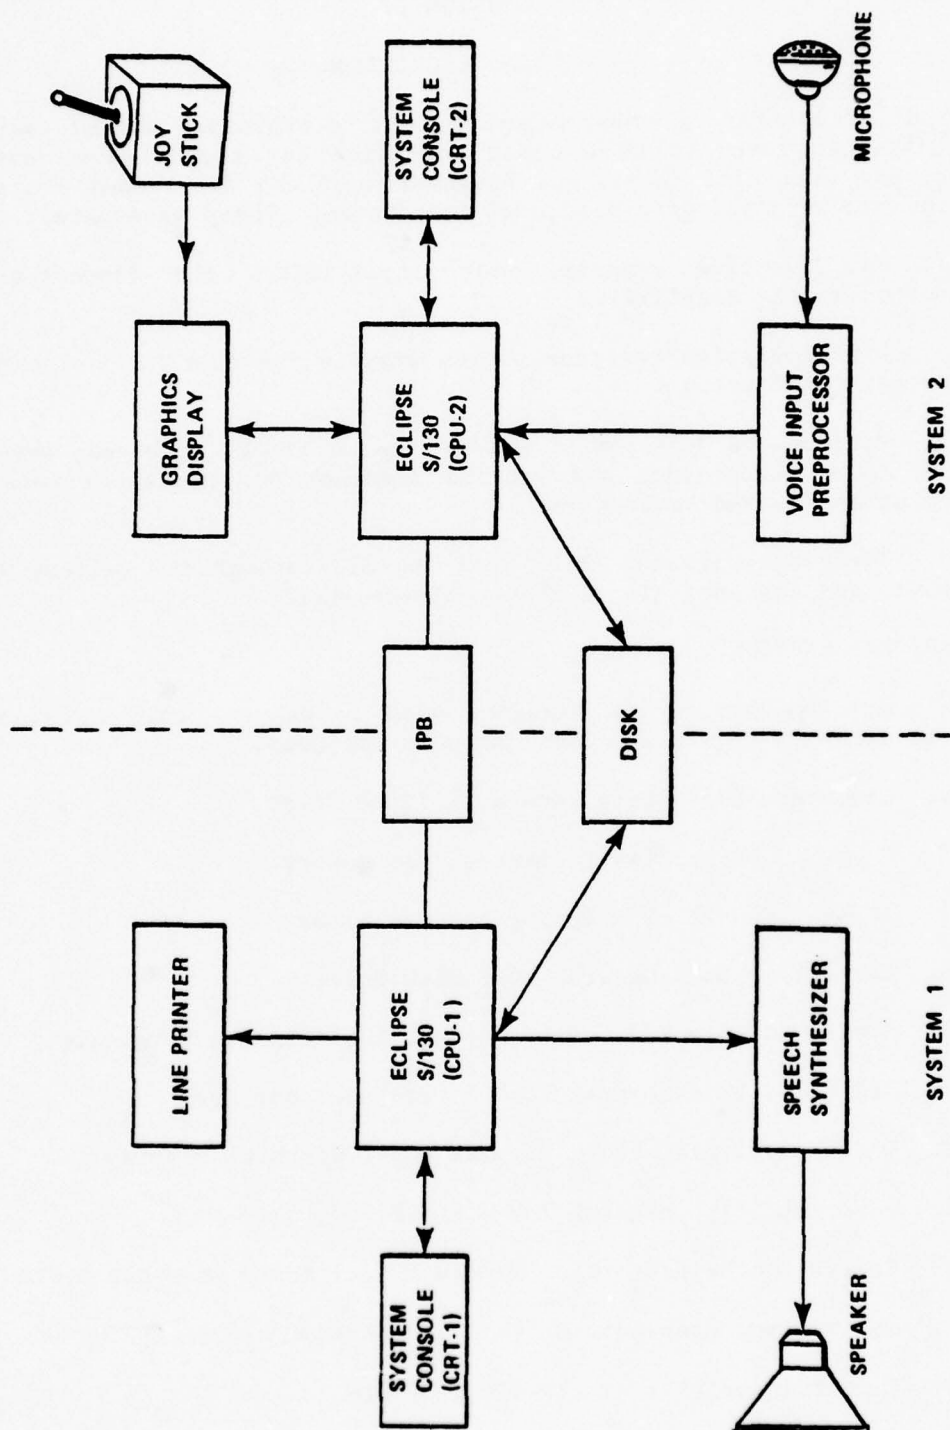 LINE PRINTER
GRAPHICS
DISPLAY
JOY
STICK
SYSTEM
CONSOLE
(CRT-1)
ECLIPSE
S/130
(CPU-1)
IPB
ECLIPSE
S/130
(CPU-2)
SYSTEM
CONSOLE
(CRT-2)
DISK
SPEAKER
SPEECH
SYNTHESIZER
VOICE INPUT
PREPROCESSOR
MICROPHONE
SYSTEM 1
SYSTEM 2